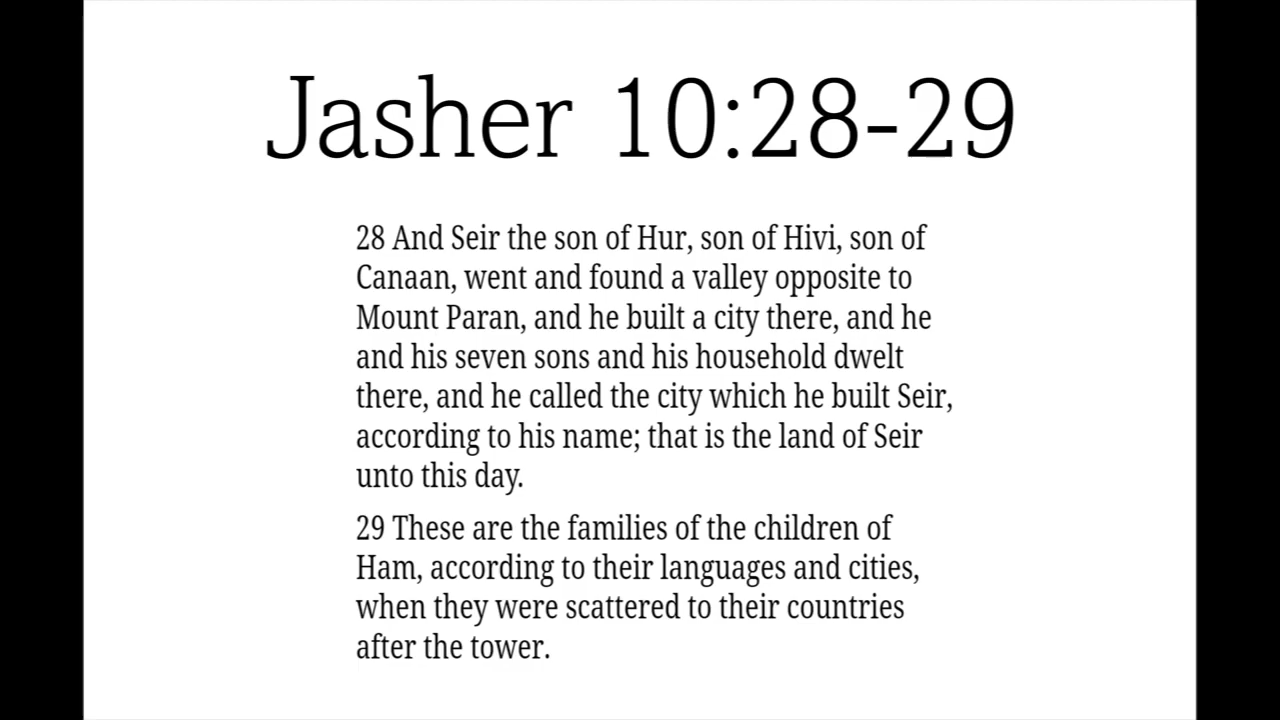 Jasher 10:28-29
28 And Seir the son of Hur, son of Hivi, son of
Canaan, went and found a valley opposite to
Mount Paran, and he built a city there, and he
and his seven sons and his household dwelt
there, and he called the city which he built Seir,
according to his name; that is the land of Seir
unto this day.
29 These are the families of the children of
Ham, according to their languages and cities,
when they were scattered to their countries
after the tower.